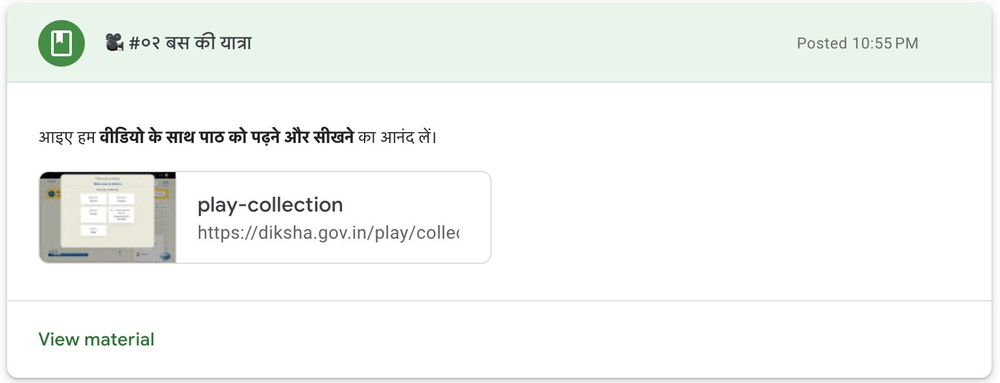 🎥 #०२ बस की यात्रा
Posted 10:55 PM
आइए हम वीडियो के साथ पाठ को पढ़ने और सीखने का आनंद लें।
play-collection
https://diksha.gov.in/play/collec
View material